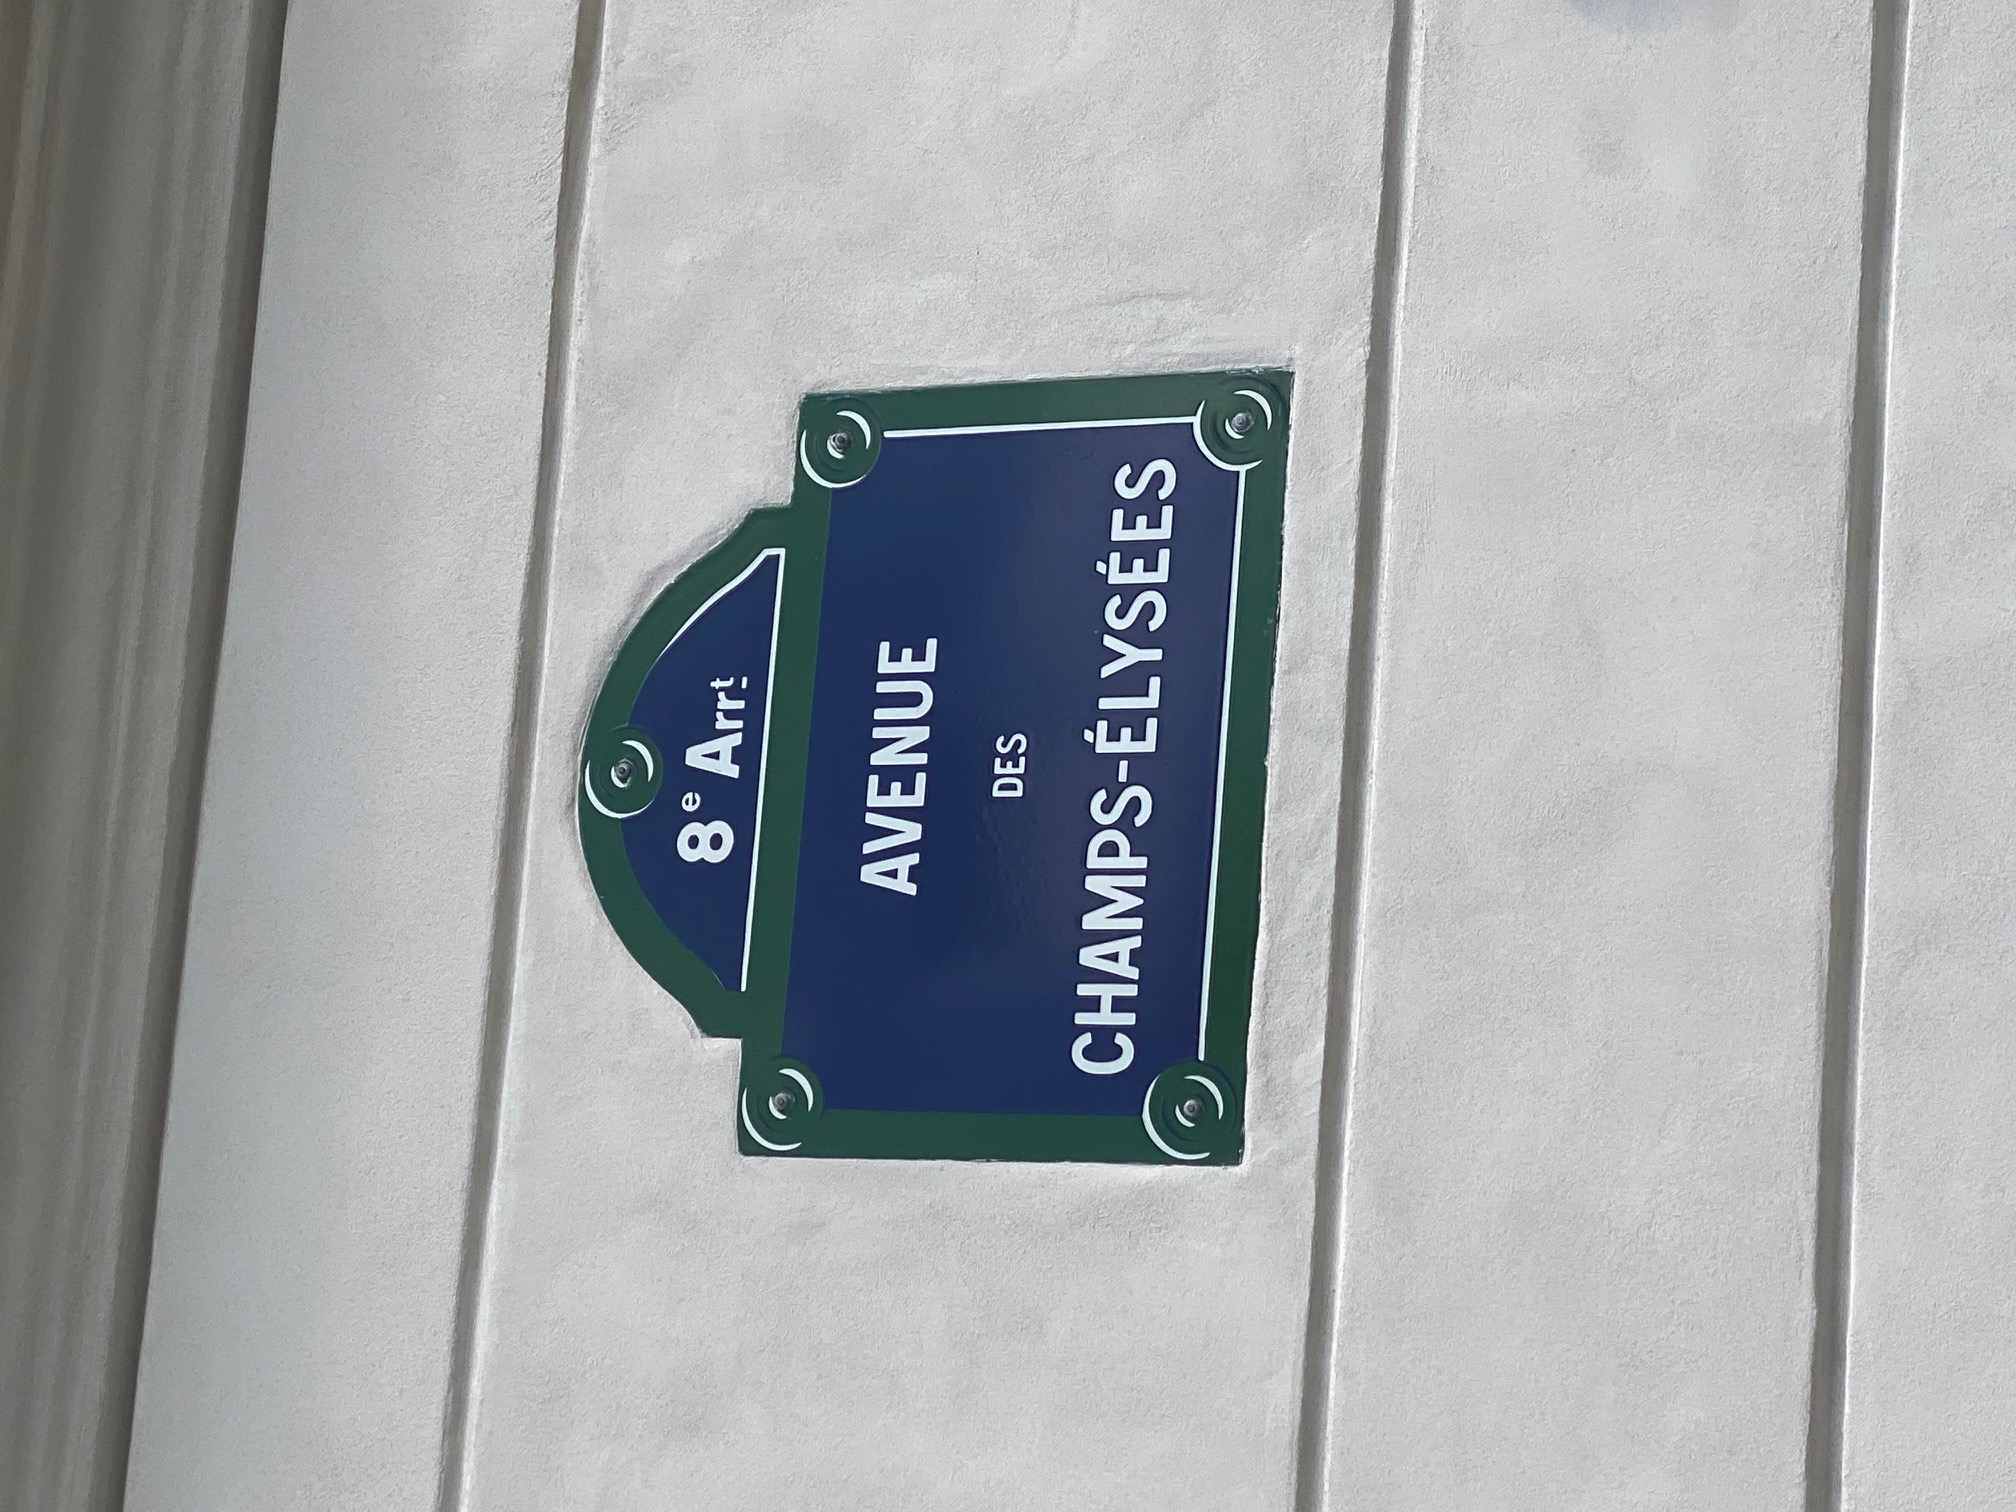 8e Arrt
AVENUE
DES
CHAMPS-ÉLYSÉES